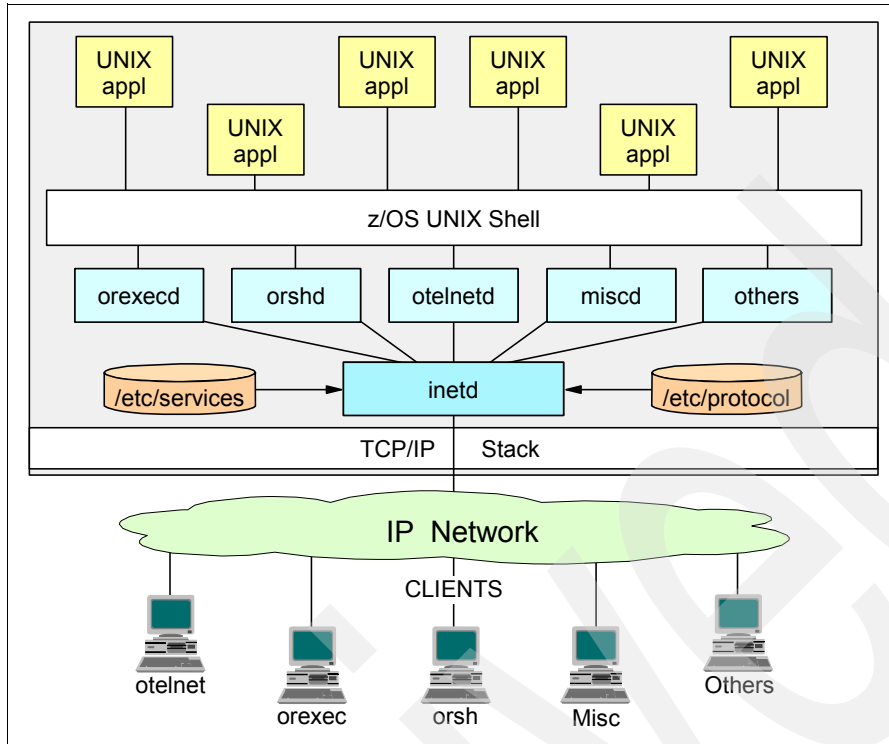 UNIX
appl
UNIX
appl
UNIX
appl
UNIX
appl
UNIX
appl
UNIX
appl
z/OS UNIX Shell
orexecd
orshd
otelnetd
miscd
others
/etc/services
inetd
/etc/protocol
TCP/IP Stack
IP Network
CLIENTS
otelnet
orexec
orsh
Misc
Others